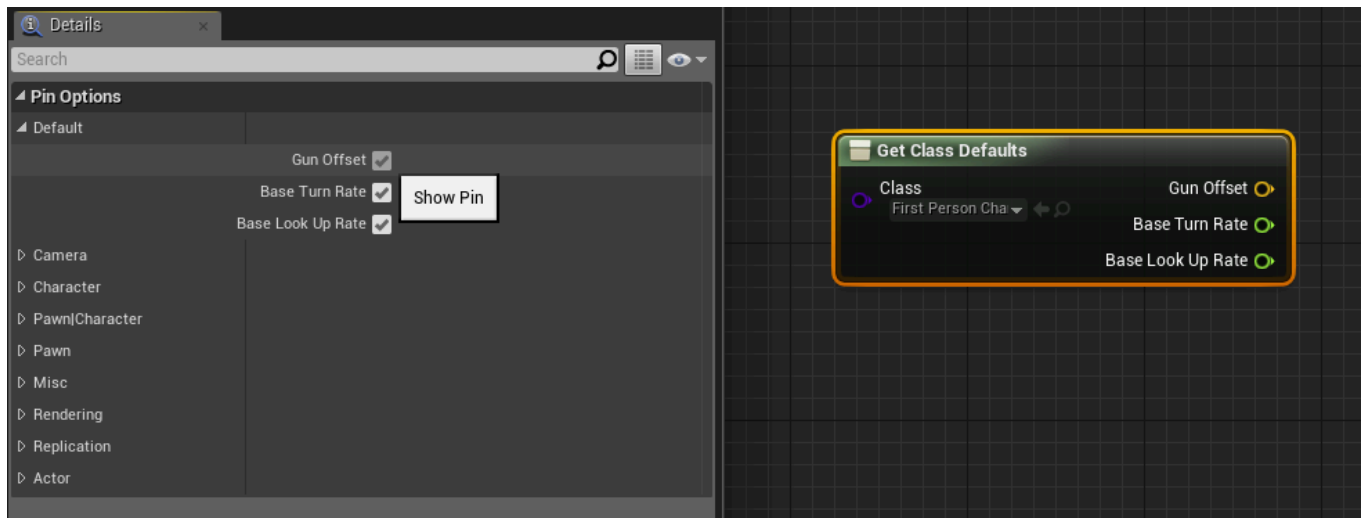 Details
Search
Pin Options
Default
Gun Offset
Base Turn Rate
Show Pin
Base Look Up Rate
Camera
Character
Pawn|Character
Pawn
Misc
Rendering
Replication
Actor
Get Class Defaults
Class
First Person Cha
Gun Offset
Base Turn Rate
Base Look Up Rate